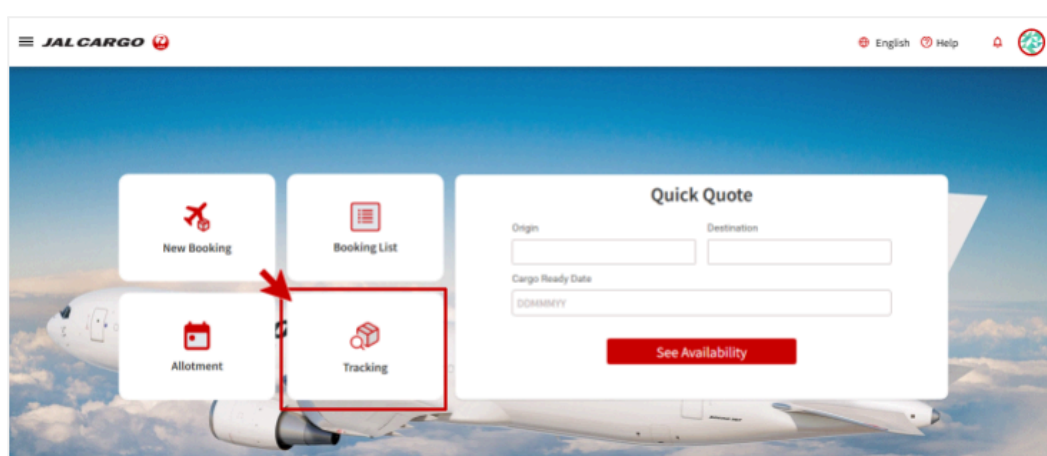 JAL CARGO
English Help
New Booking
Booking List
Allotment
Tracking
Quick Quote
Origin Destination
Cargo Ready Date
DDMMMYY
See Availability